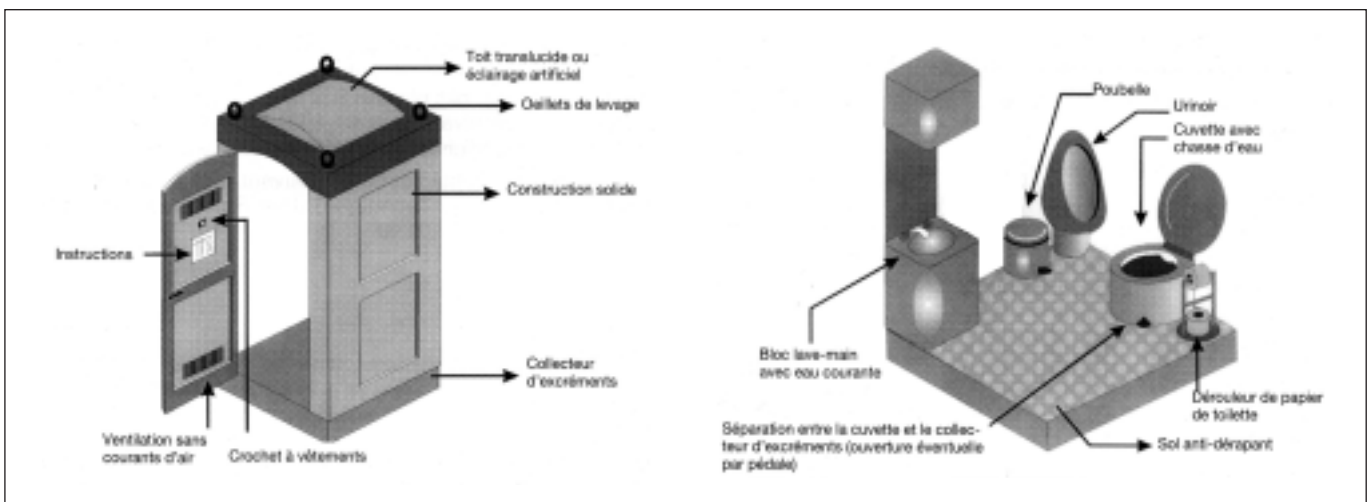 Toit translucide ou
éclairage artificiel
Oeillets de levage
Construction solide
Instructions
Collecteur
d'excréments
Ventilation sans
courants d'air
Crochet à vêtements
Poubelle
Urinoir
Cuvette avec
chasse d'eau
Bloc lave-main
avec eau courante
Séparation entre la cuvette et le collec-
teur d'excréments (ouverture éventuelle
par pédale)
Dérouleur de papier
de toilette
Sol anti-dérapant